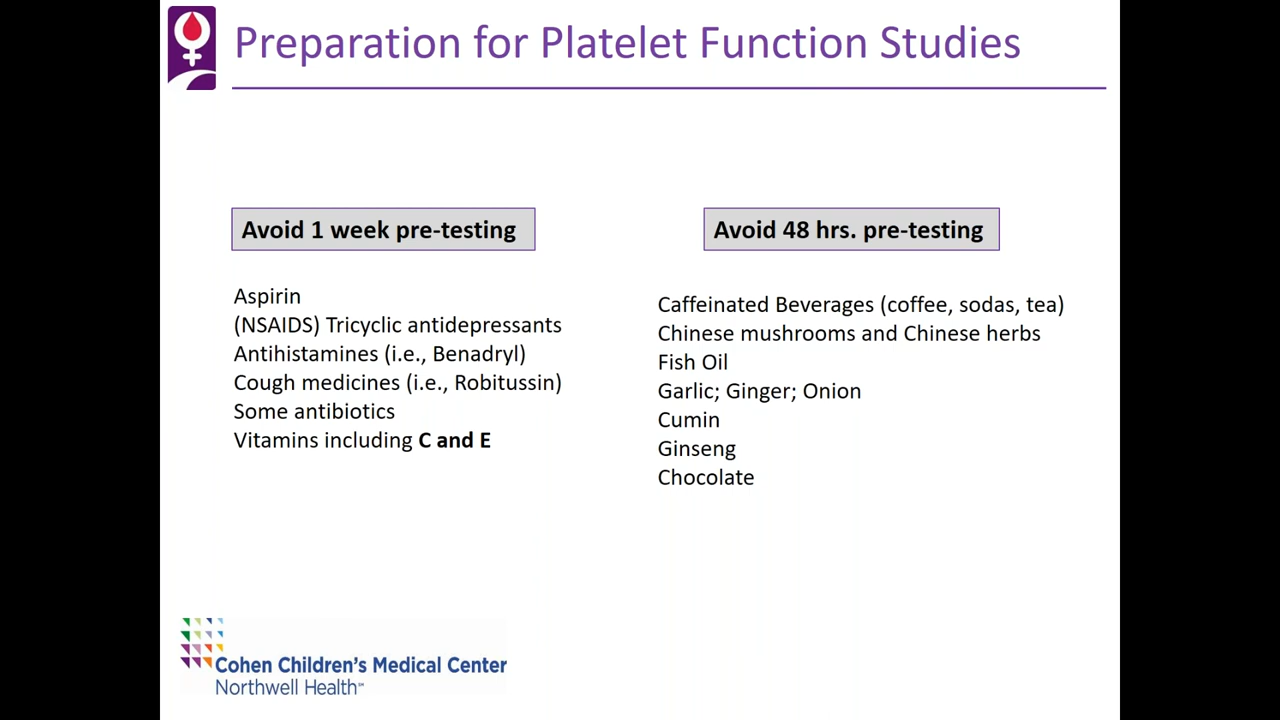 Preparation for Platelet Function Studies
Avoid 1 week pre-testing
Aspirin
(NSAIDS) Tricyclic antidepressants
Antihistamines (i.e., Benadryl)
Cough medicines (i.e., Robitussin)
Some antibiotics
Vitamins including C and E
Avoid 48 hrs. pre-testing
Caffeinated Beverages (coffee, sodas, tea)
Chinese mushrooms and Chinese herbs
Fish Oil
Garlic; Ginger; Onion
Cumin
Ginseng
Chocolate
Cohen Children's Medical Center
Northwell Health℠